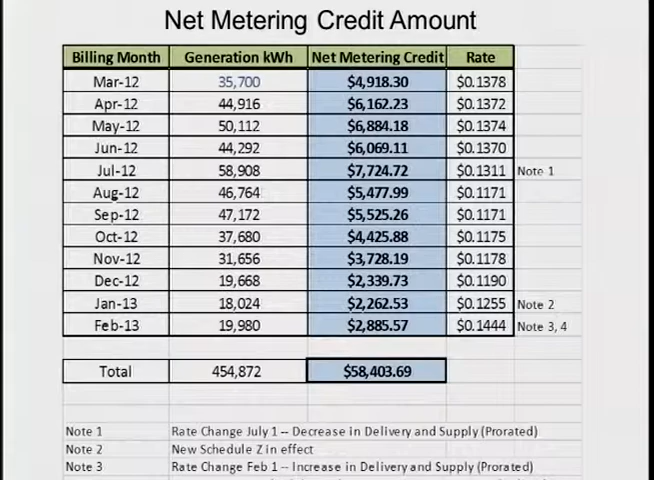 Net Metering Credit Amount
Billing Month Generation kWh Net Metering Credit Rate
Mar-12 35,700 $4,918.30 $0.1378
Apr-12 44,916 $6,162.23 $0.1372
May-12 50,112 $6,884.18 $0.1374
Jun-12 44,292 $6,069.11 $0.1370
Jul-12 58,908 $7,724.72 $0.1311 Note 1
Aug-12 46,764 $5,477.99 $0.1171
Sep-12 47,172 $5,525.26 $0.1171
Oct-12 37,680 $4,425.88 $0.1175
Nov-12 31,656 $3,728.19 $0.1178
Dec-12 19,668 $2,339.73 $0.1190
Jan-13 18,024 $2,262.53 $0.1255 Note 2
Feb-13 19,980 $2,885.57 $0.1444 Note 3, 4
Total 454,872 $58,403.69
Note 1 Rate Change July 1 -- Decrease in Delivery and Supply (Prorated)
Note 2 New Schedule Z in effect
Note 3 Rate Change Feb 1 -- Increase in Delivery and Supply (Prorated)